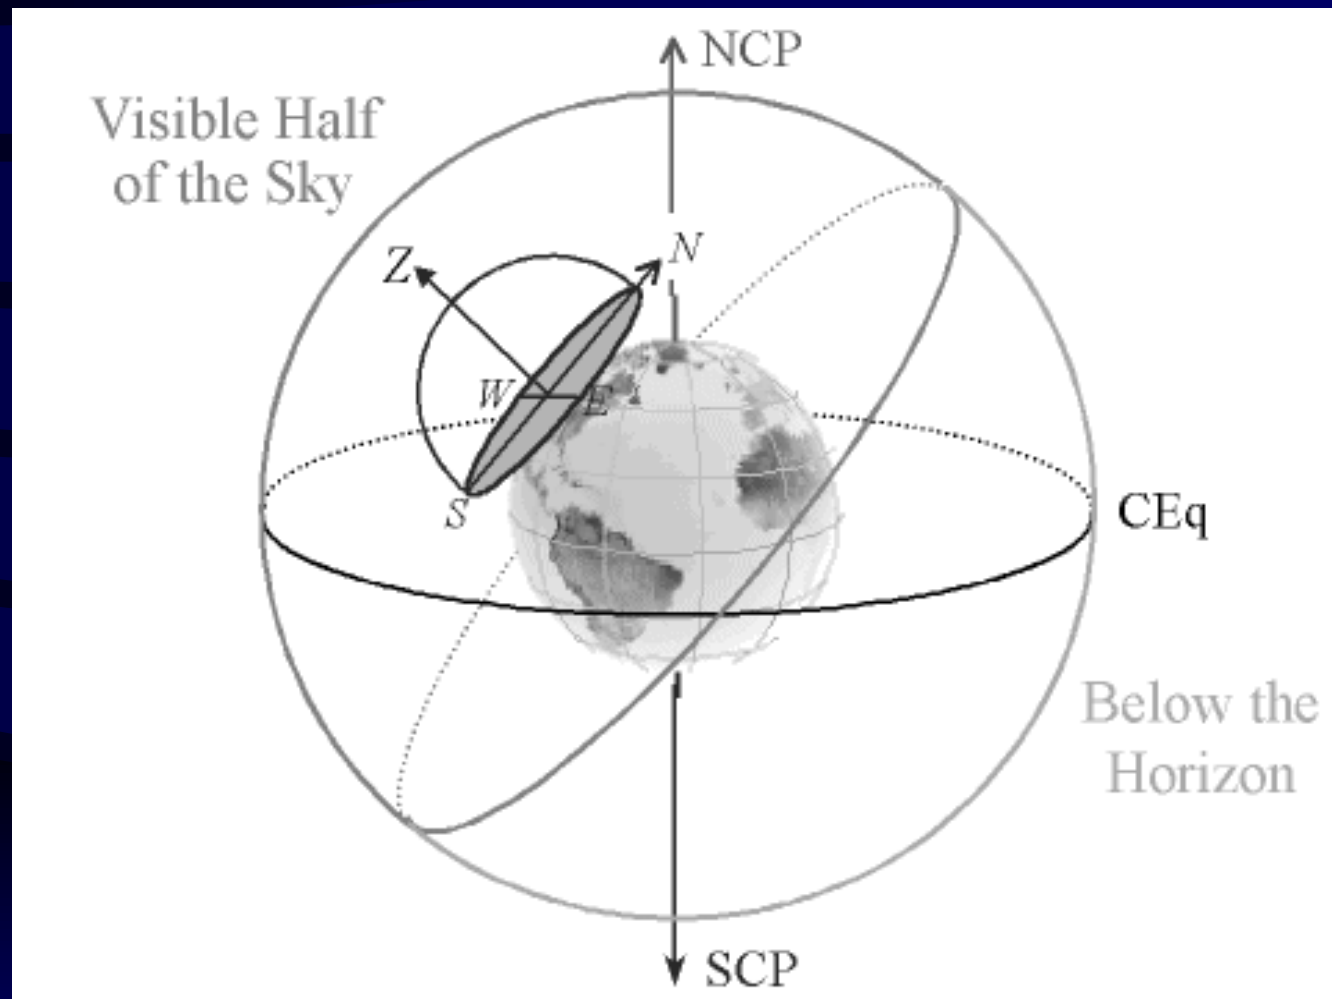 NCP
Visible Half
of the Sky
N
Z
W
E
S
CEq
Below the
Horizon
SCP